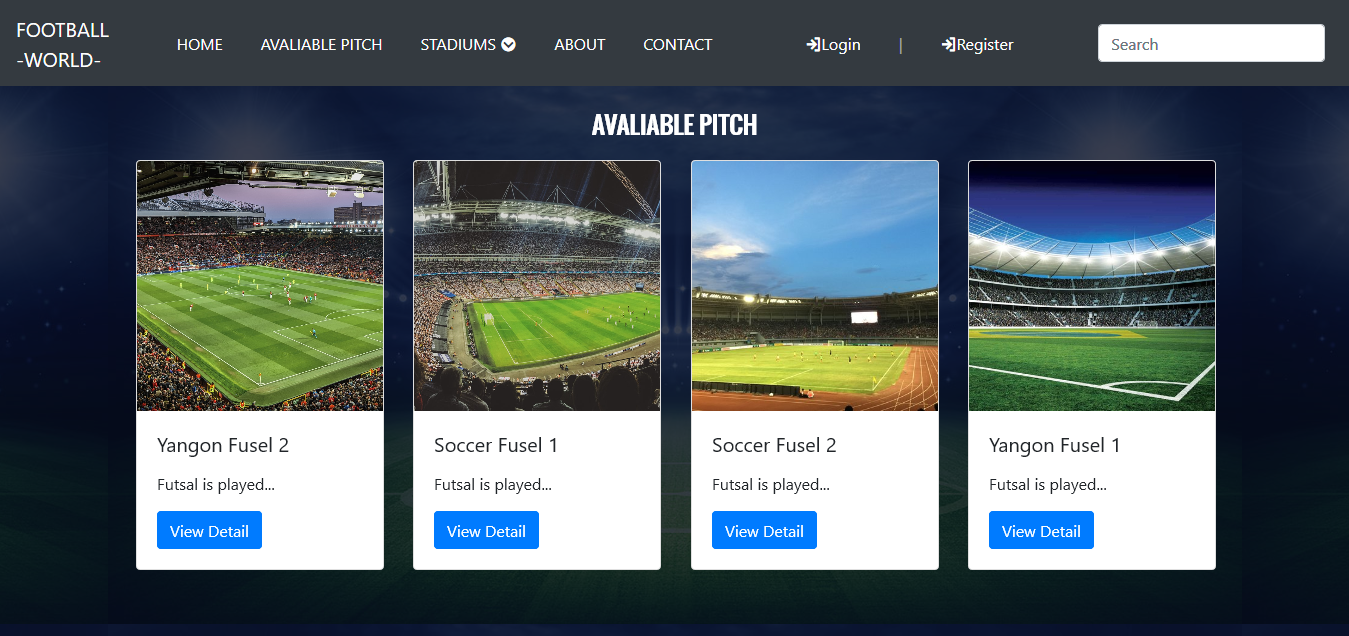 FOOTBALL
-WORLD-
HOME
AVALIABLE PITCH
STADIUMS
ABOUT
CONTACT
Login
|
Register
Search
AVALIABLE PITCH
Yangon Fusel 2
Futsal is played...
View Detail
Soccer Fusel 1
Futsal is played...
View Detail
Soccer Fusel 2
Futsal is played...
View Detail
Yangon Fusel 1
Futsal is played...
View Detail